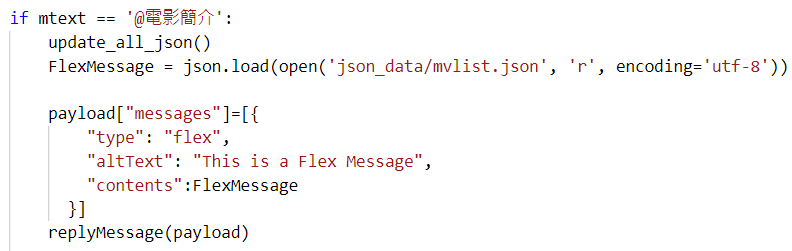 if mtext == '@電影簡介':
    update_all_json()
    FlexMessage = json.load(open('json_data/mvlist.json', 'r', encoding='utf-8'))
    payload["messages"]=[{
        "type": "flex",
        "altText": "This is a Flex Message",
        "contents":FlexMessage
      }]
    replyMessage(payload)